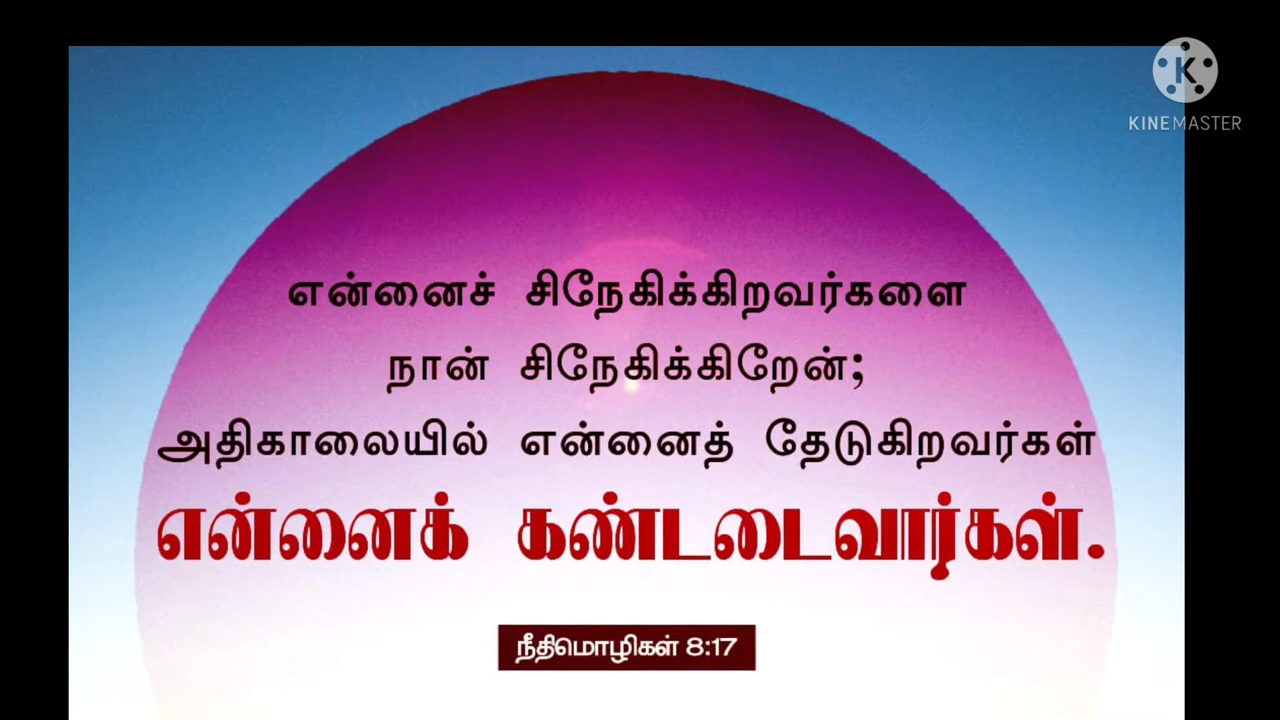 KINEMASTER
என்னைச் சிநேகிக்கிறவர்களை
நான் சிநேகிக்கிறேன்;
அதிகாலையில் என்னைத் தேடுகிறவர்கள்
என்னைக் கண்டடைவார்கள்.
நீதிமொழிகள் 8:17